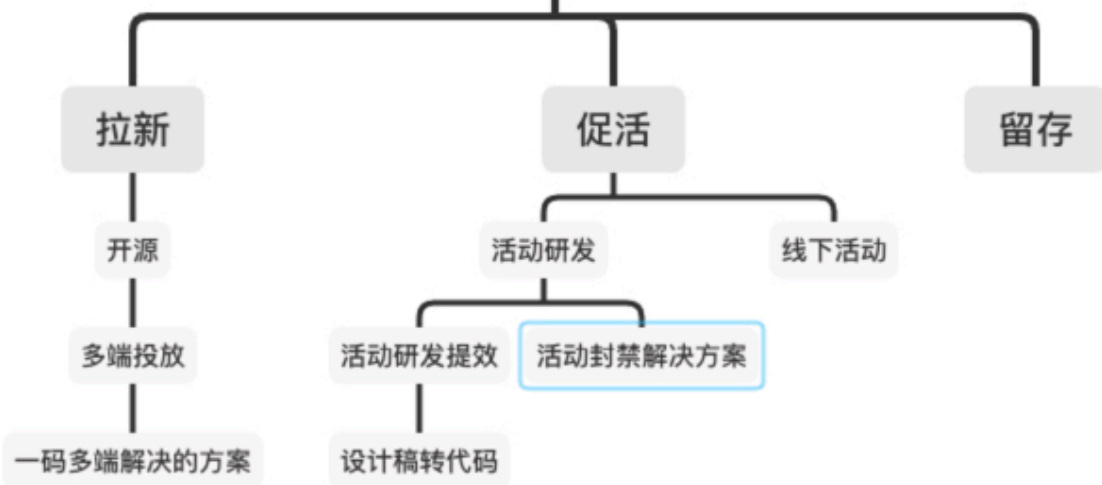 拉新
促活
留存
开源
活动研发
线下活动
多端投放
活动研发提效
活动封禁解决方案
一码多端解决的方案
设计稿转代码